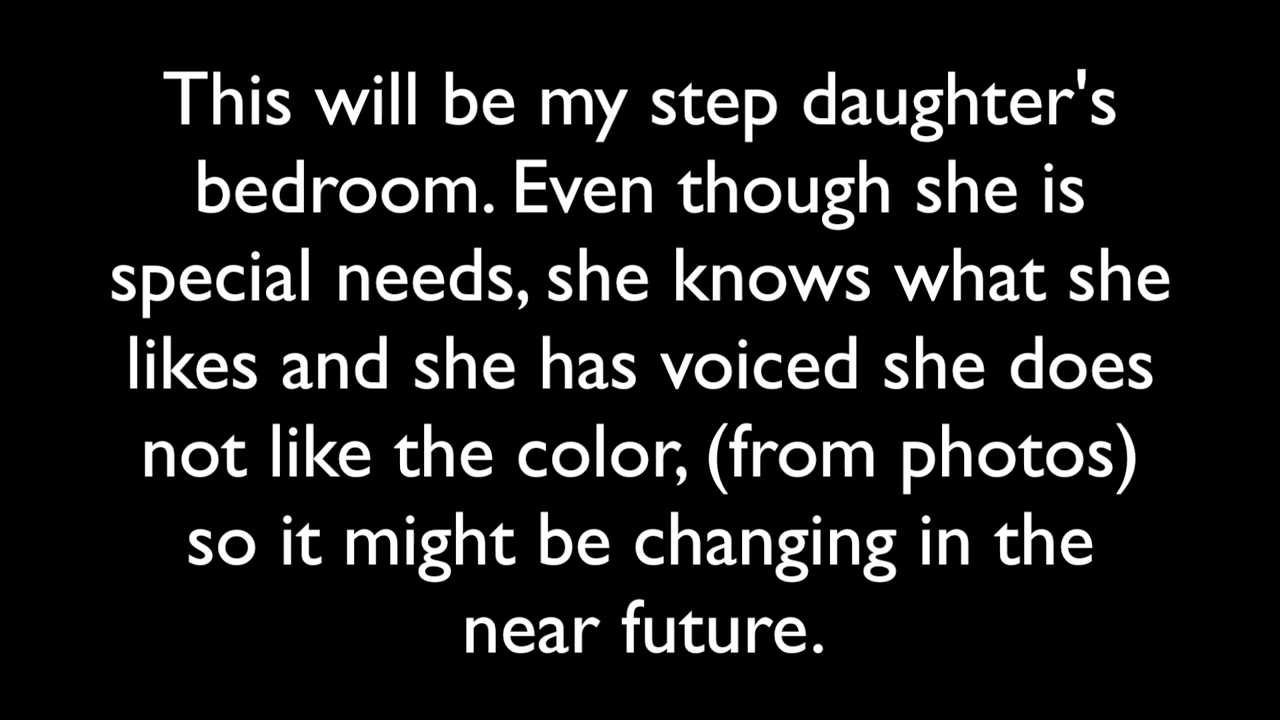 This will be my step daughter's
bedroom. Even though she is
special needs, she knows what she
likes and she has voiced she does
not like the color, (from photos)
so it might be changing in the
near future.